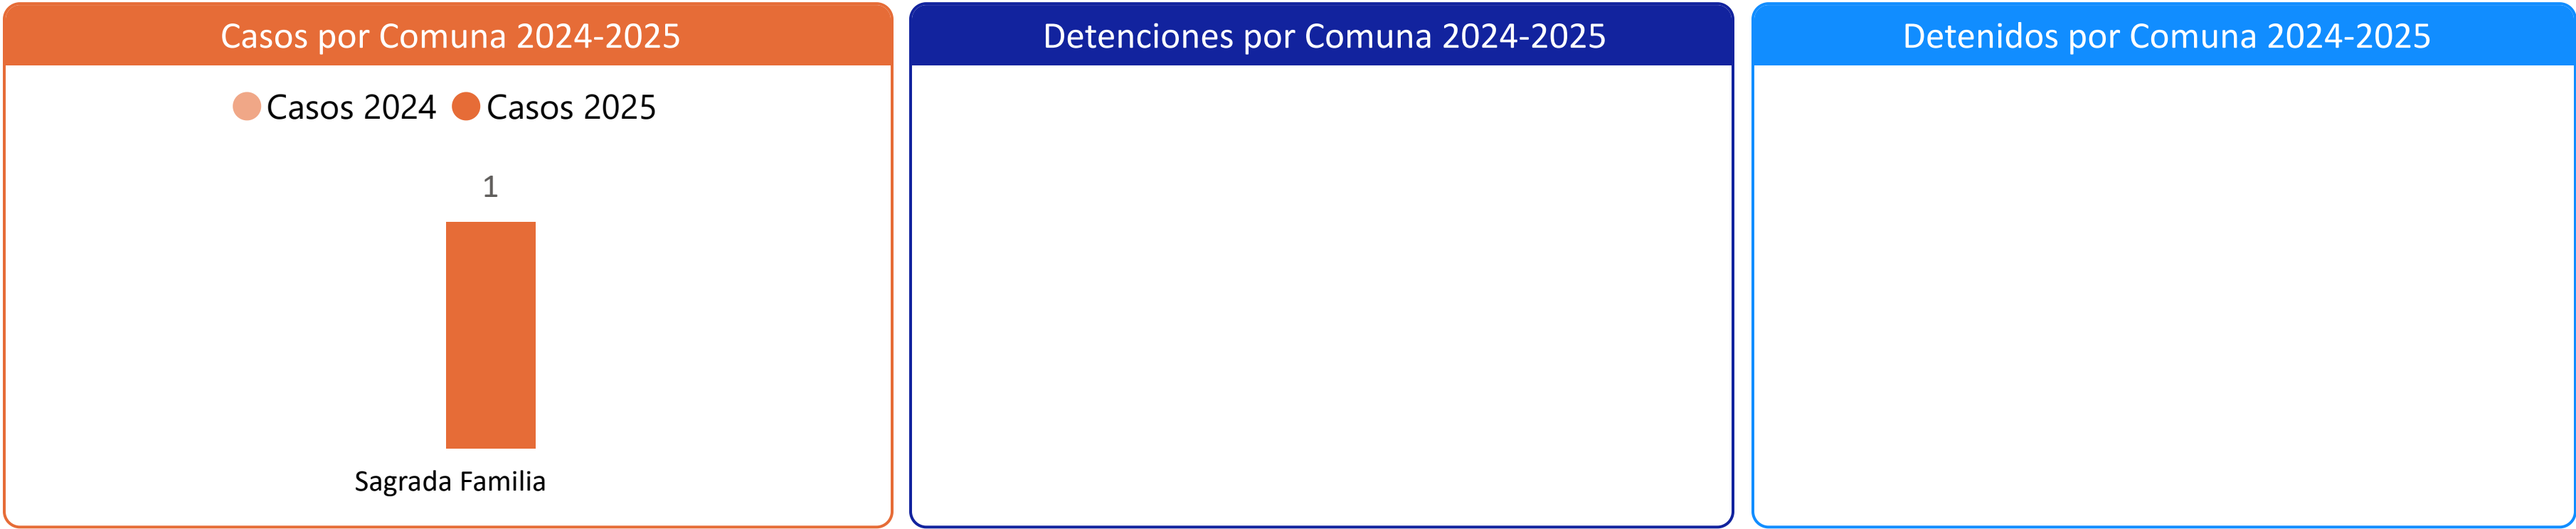 Casos por Comuna 2024-2025
Casos 2024 Casos 2025
1
Sagrada Familia
Detenciones por Comuna 2024-2025
Detenidos por Comuna 2024-2025